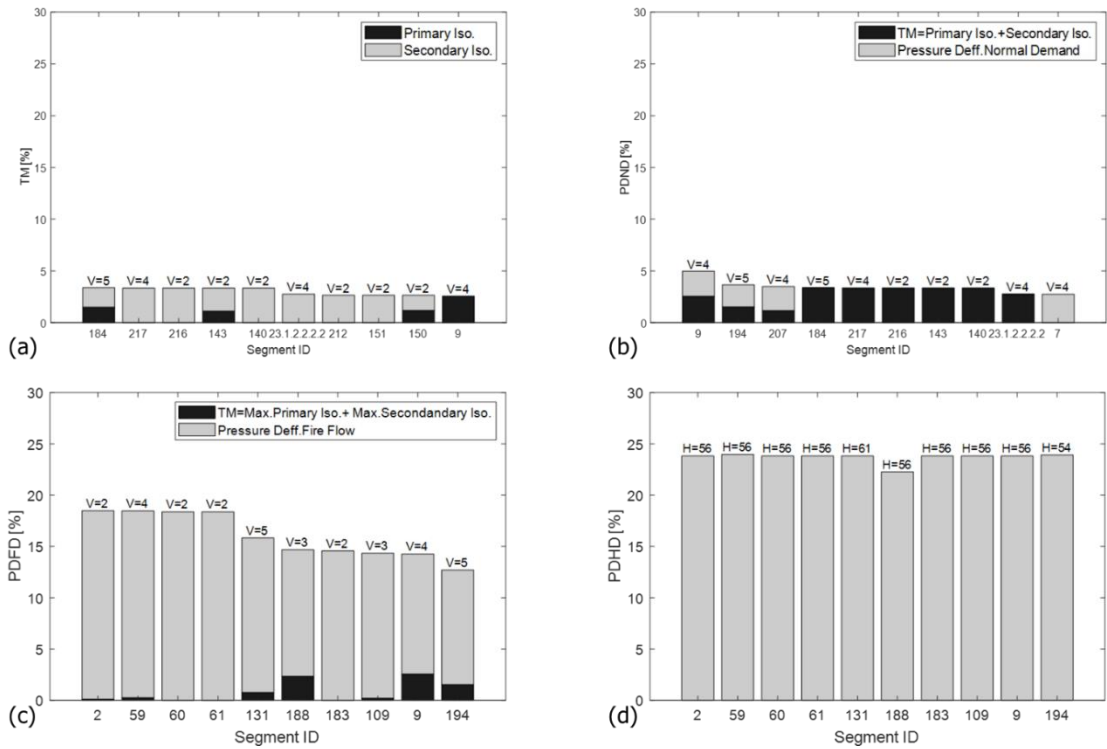 30
25
20
15
10
5
0
TM [%]
Primary Iso.
Secondary Iso.
V=5 V=4 V=2 V=2 V=2 V=4 V=2 V=2 V=2 V=4
184 217 216 143 140 23.1.2.2.2.2 212 151 150 9
Segment ID
(a)
30
25
20
15
10
5
0
PDND [%]
TM=Primary Iso.+Secondary Iso.
Pressure Deff.Normal Demand
V=4 V=5 V=4 V=5 V=4 V=2 V=2 V=2 V=4 V=4
9 194 207 184 217 216 143 140 23.1.2.2.2.2 7
Segment ID
(b)
30
25
20
15
10
5
0
PDFD [%]
TM=Max.Primary Iso.+ Max.Secondandary Iso.
Pressure Deff.Fire Flow
V=2 V=4 V=2 V=2 V=5 V=3 V=2 V=3 V=4 V=5
2 59 60 61 131 188 183 109 9 194
Segment ID
(c)
30
25
20
15
10
5
0
PDHD [%]
H=56 H=56 H=56 H=56 H=61 H=56 H=56 H=56 H=56 H=54
2 59 60 61 131 188 183 109 9 194
Segment ID
(d)